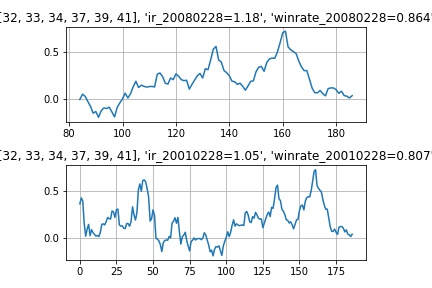 [32, 33, 34, 37, 39, 41], 'ir_20080228=1.18', 'winrate_20080228=0.864'
0.5
0.0
80 100 120 140 160 180
[32, 33, 34, 37, 39, 41], 'ir_20010228=1.05', 'winrate_20010228=0.807'
0.5
0.0
0 25 50 75 100 125 150 175